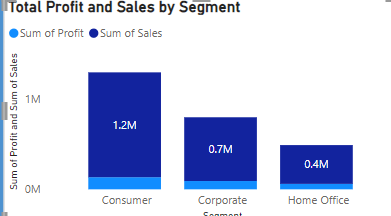 Total Profit and Sales by Segment
Sum of Profit Sum of Sales
Sum of Profit and Sum of Sales
1M
0M
1.2M
0.7M
0.4M
Consumer Corporate Home Office
Segment